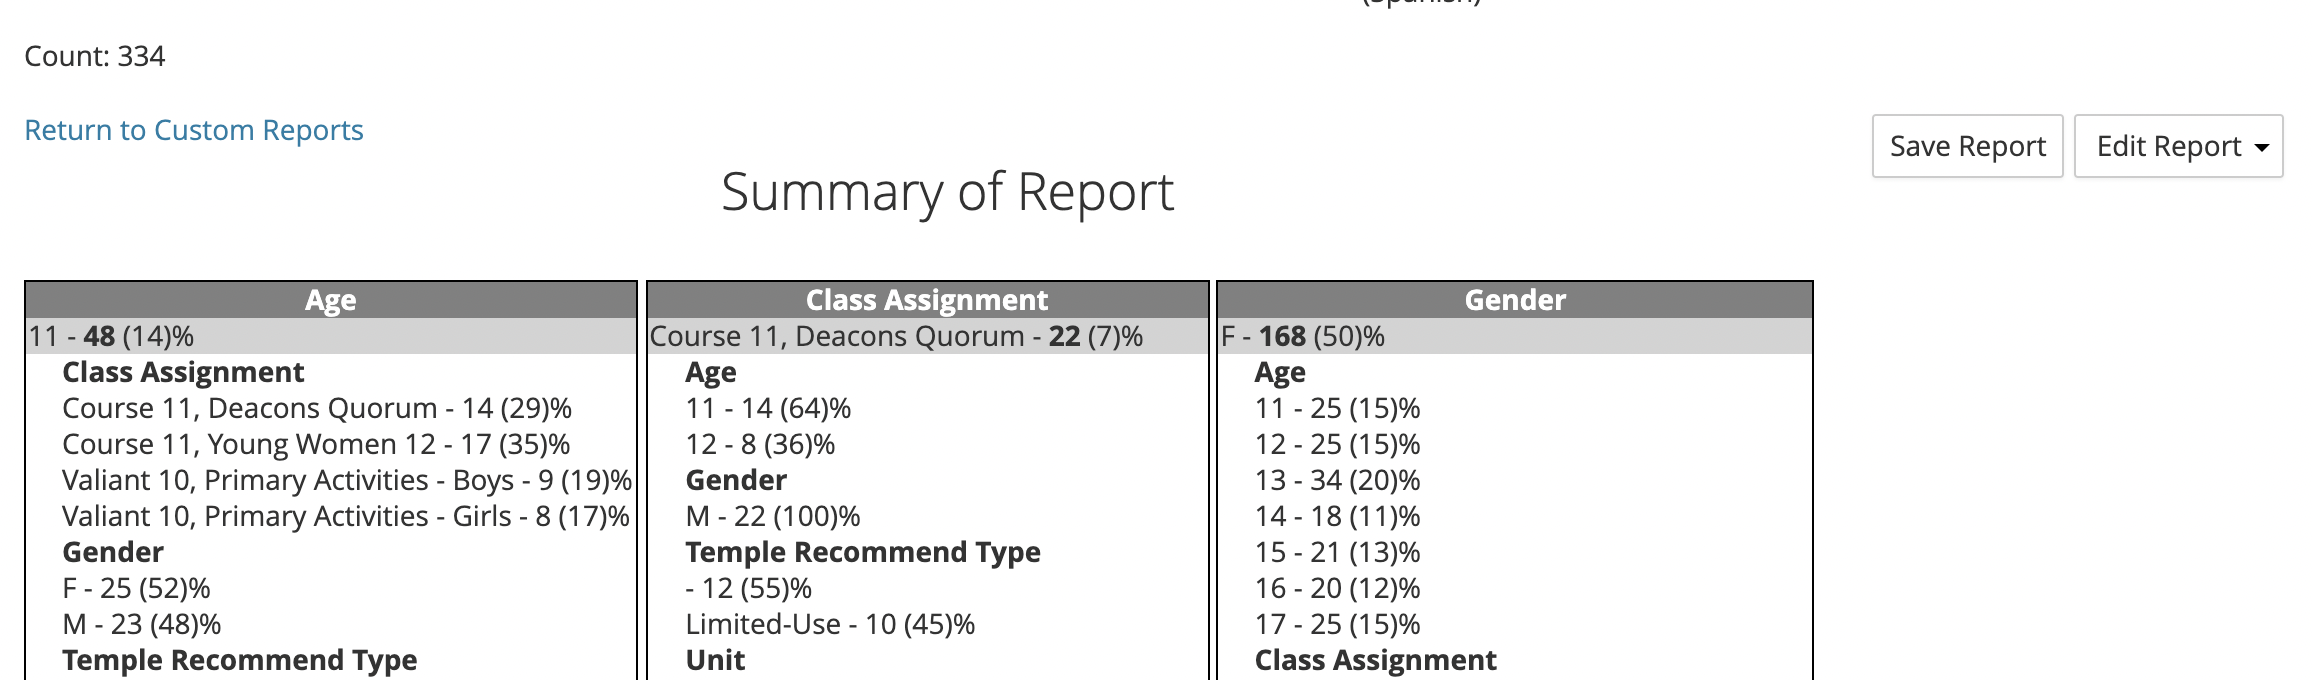 (Spanish)
Count: 334
Return to Custom Reports
Save Report
Edit Report
Summary of Report
Age
11 - 48 (14)%
Class Assignment
Course 11, Deacons Quorum - 14 (29)%
Course 11, Young Women 12 - 17 (35)%
Valiant 10, Primary Activities - Boys - 9 (19)%
Valiant 10, Primary Activities - Girls - 8 (17)%
Gender
F - 25 (52)%
M - 23 (48)%
Temple Recommend Type
Class Assignment
Course 11, Deacons Quorum - 22 (7)%
Age
11 - 14 (64)%
12 - 8 (36)%
Gender
M - 22 (100)%
Temple Recommend Type
- 12 (55)%
Limited-Use - 10 (45)%
Unit
Gender
F - 168 (50)%
Age
11 - 25 (15)%
12 - 25 (15)%
13 - 34 (20)%
14 - 18 (11)%
15 - 21 (13)%
16 - 20 (12)%
17 - 25 (15)%
Class Assignment